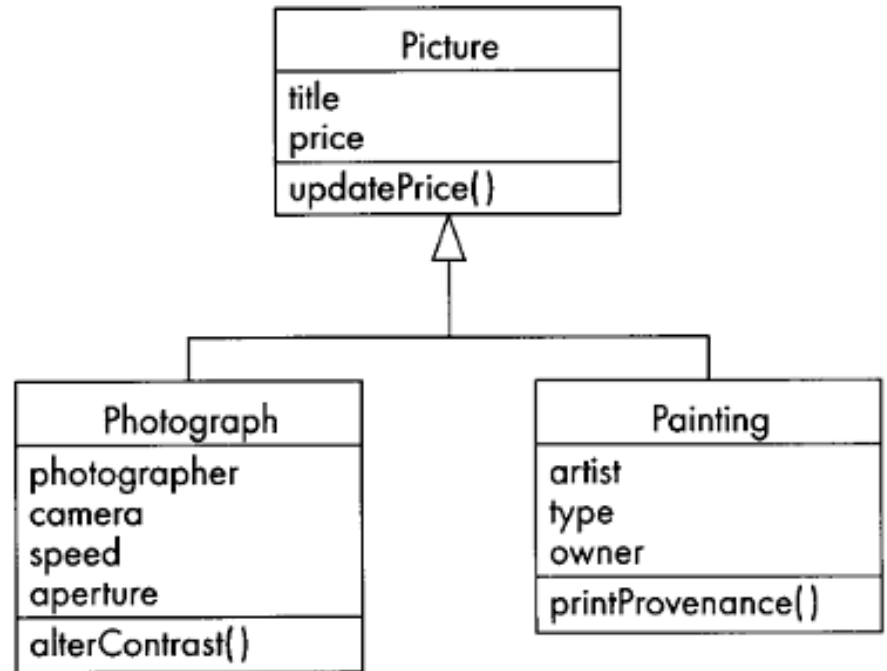 Picture
title
price
updatePrice()
Photograph
photographer
camera
speed
aperture
alterContrast()
Painting
artist
type
owner
printProvenance()